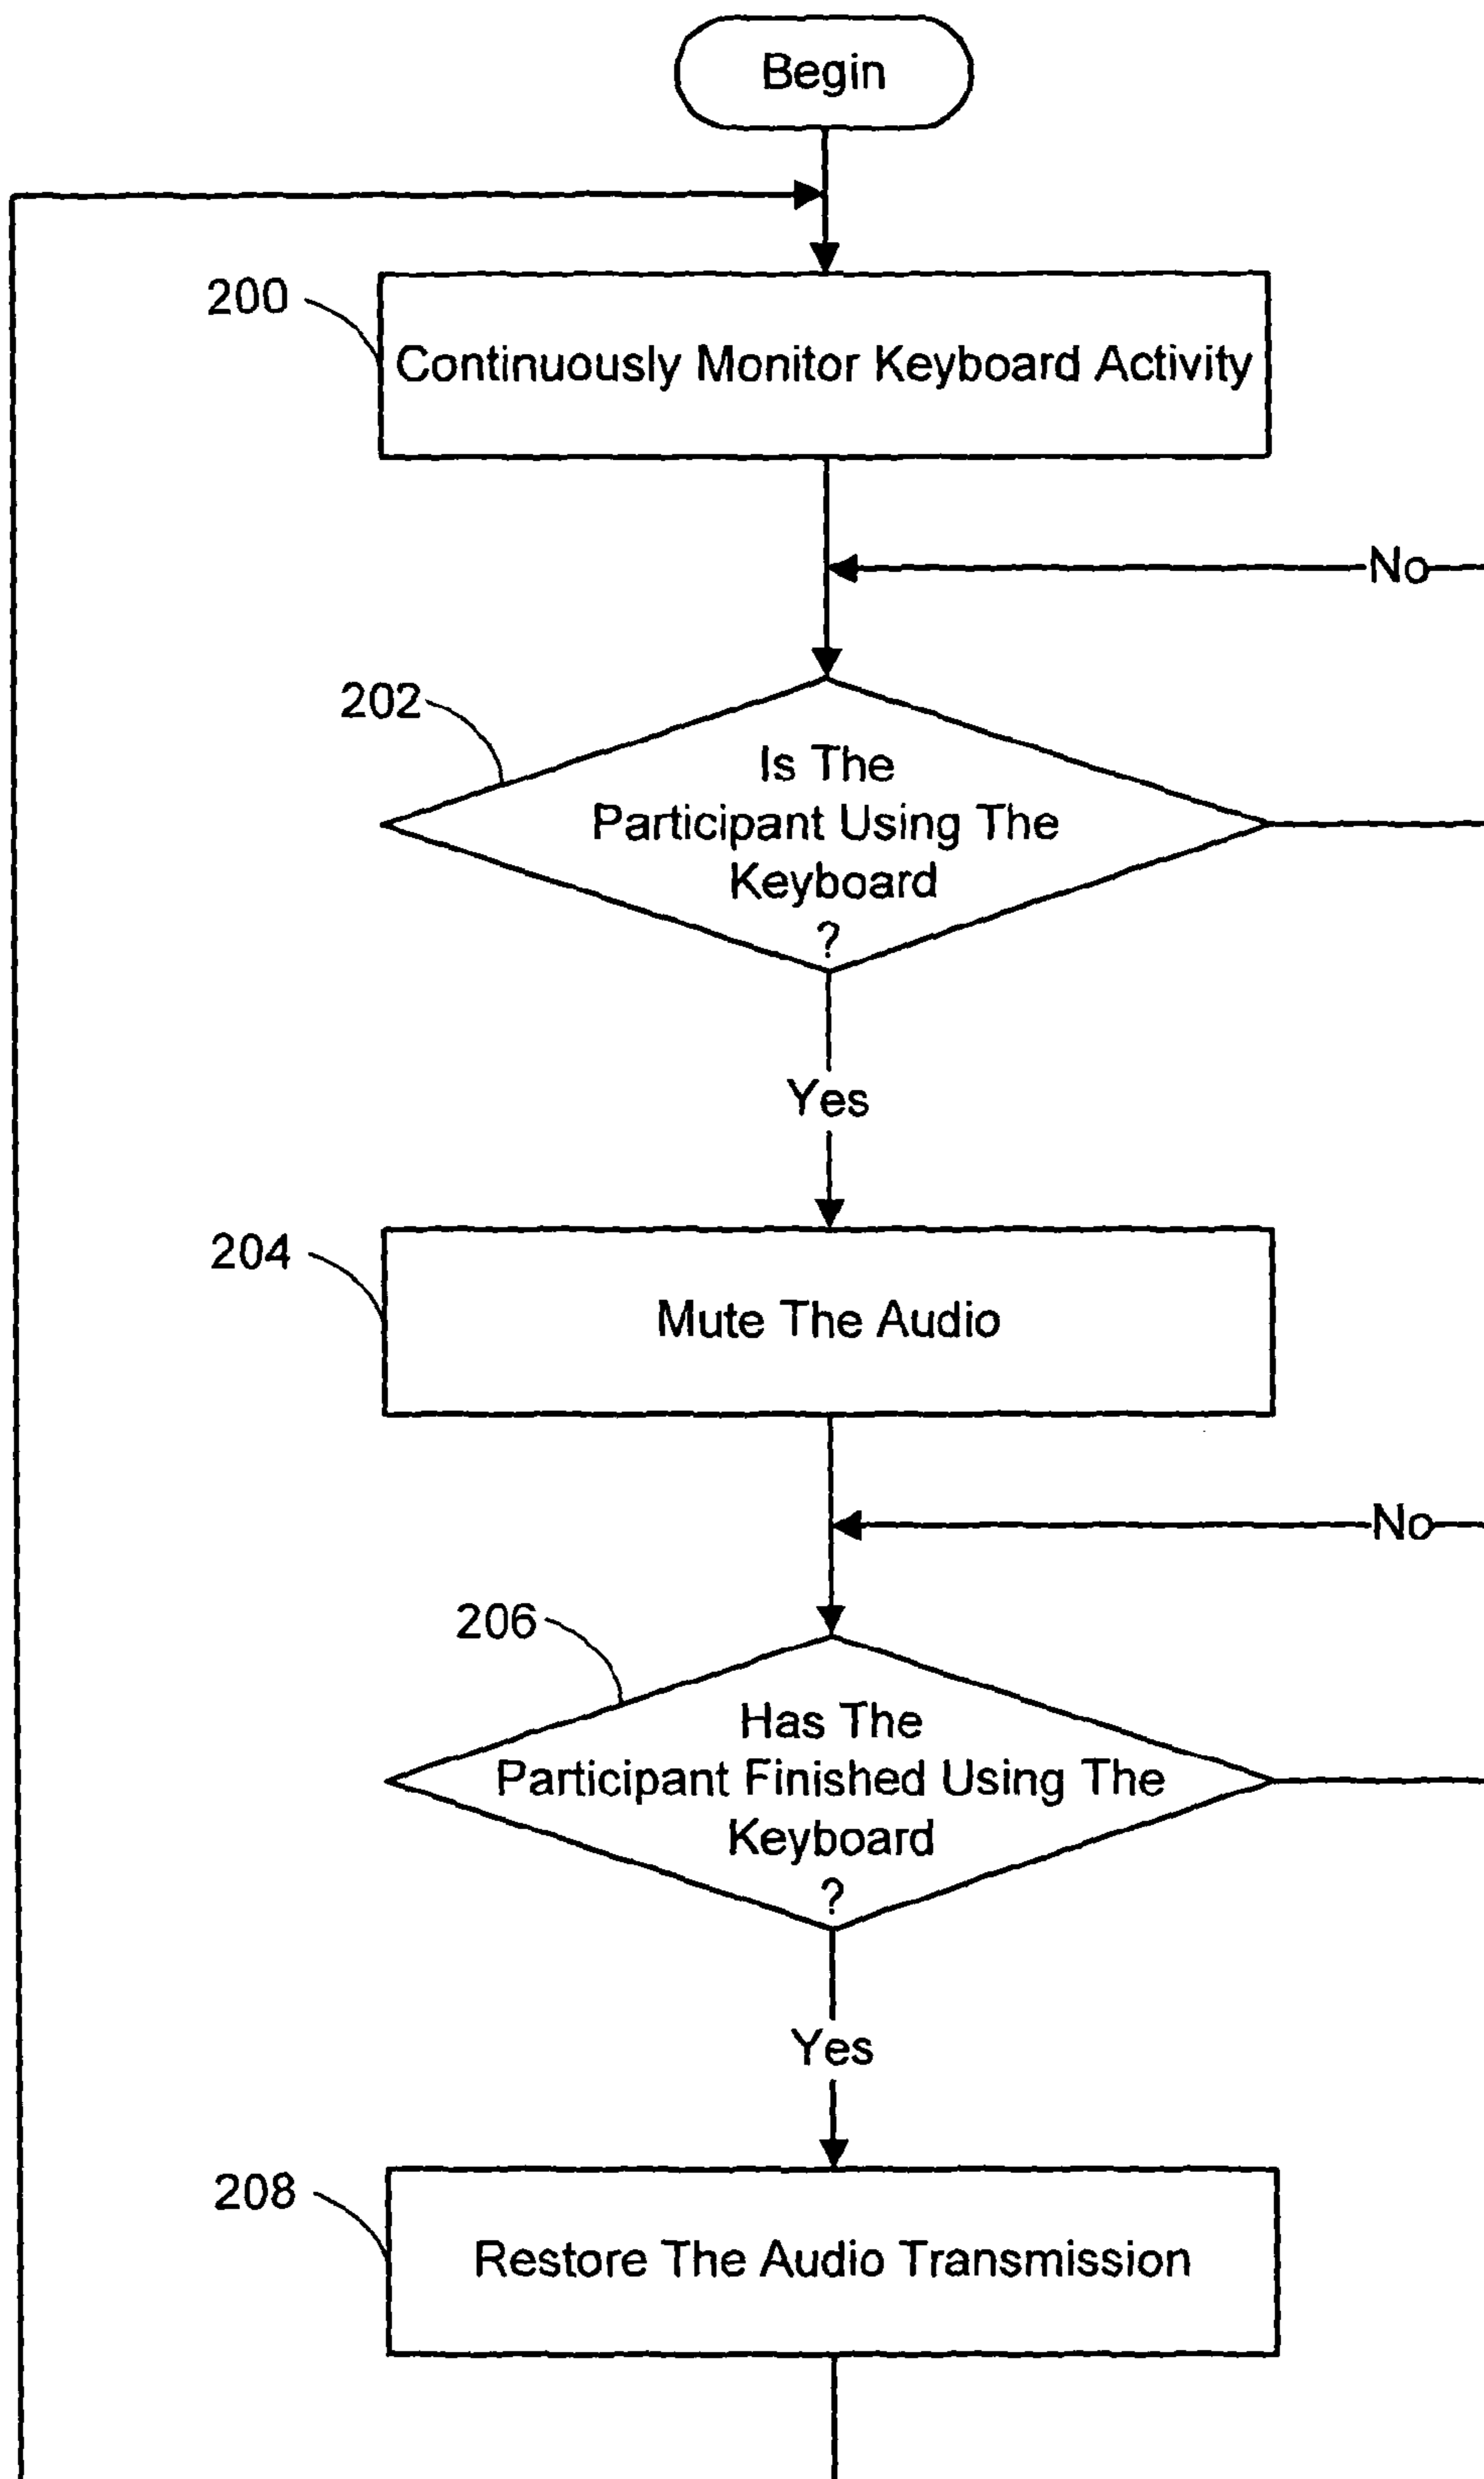 Begin
200
Continuously Monitor Keyboard Activity
No
202
Is The
Participant Using The
Keyboard
?
Yes
204
Mute The Audio
No
206
Has The
Participant Finished Using The
Keyboard
?
Yes
208
Restore The Audio Transmission